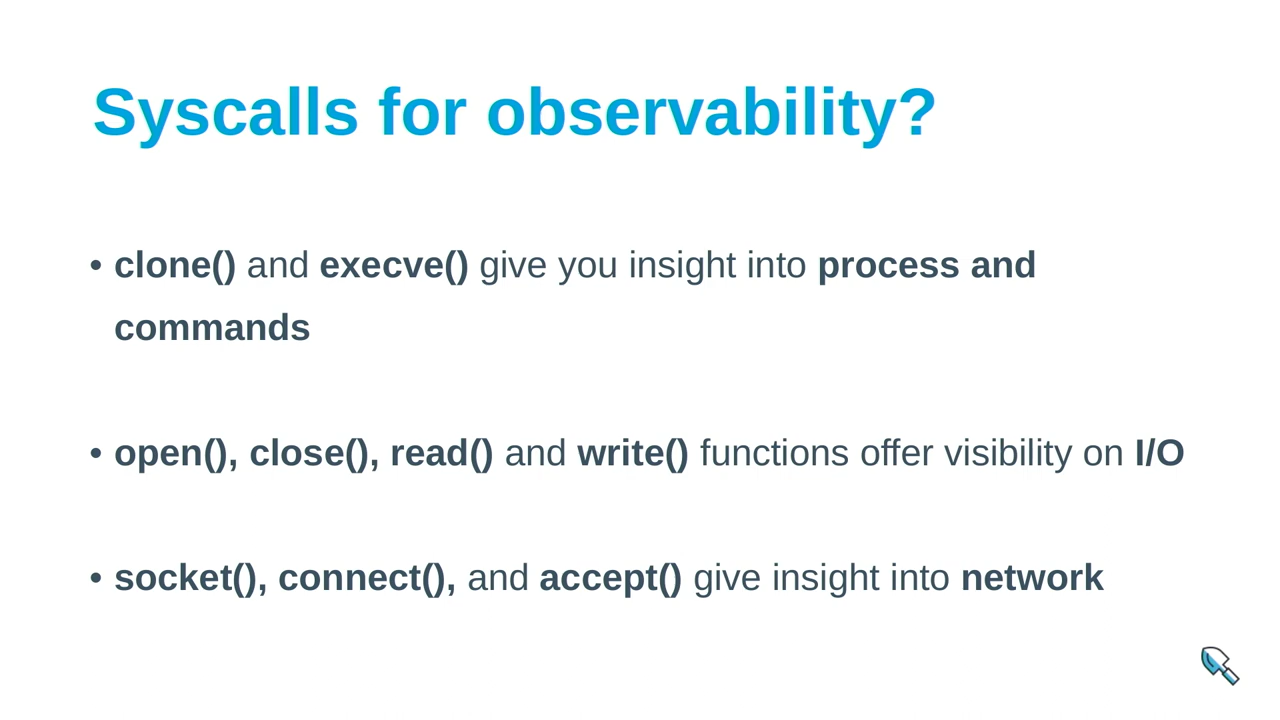 Syscalls for observability?
• clone() and execve() give you insight into process and
commands
• open(), close(), read() and write() functions offer visibility on I/O
• socket(), connect(), and accept() give insight into network